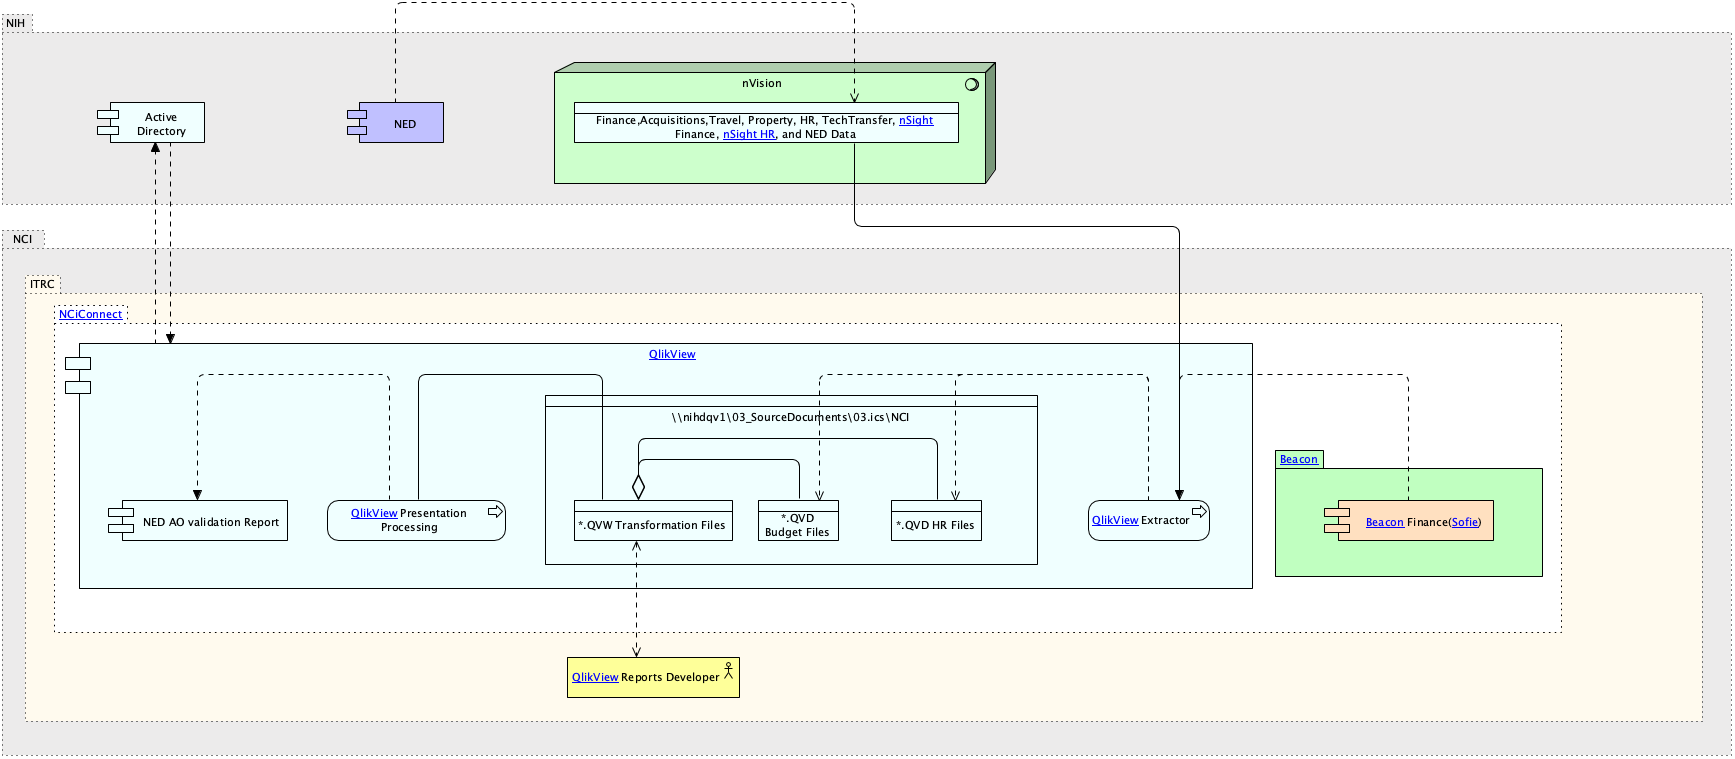 NIH
nVision
Active
Directory
NED
Finance,Acquisitions,Travel, Property, HR, TechTransfer, nSight
Finance, nSight HR, and NED Data
NCI
ITRC
NCiConnect
QlikView
\\nihdqv1\03_SourceDocuments\03.ics\NCI
Beacon
NED AO validation Report
QlikView Presentation
Processing
*.QVW Transformation Files
*.QVD
Budget Files
*.QVD HR Files
QlikView Extractor
Beacon Finance(Sofie)
QlikView Reports Developer